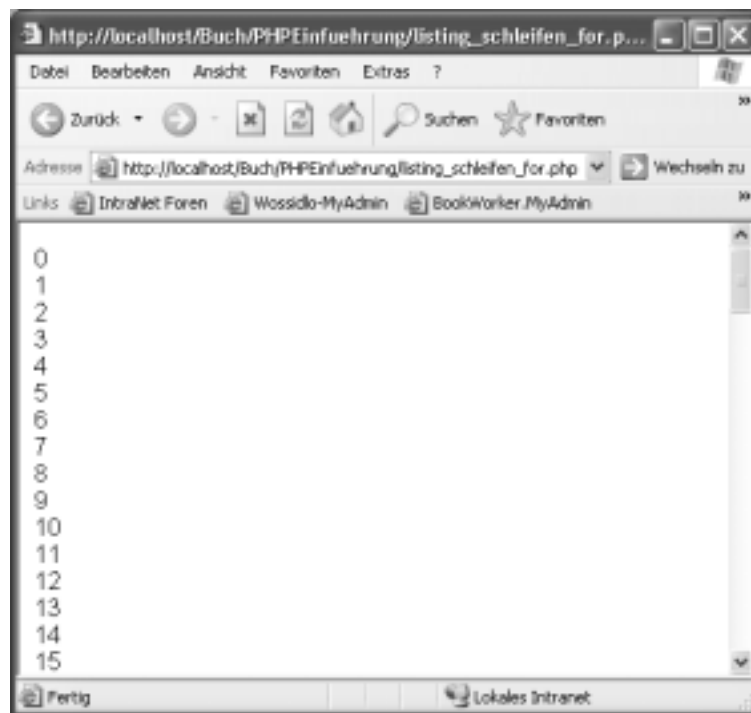 http://localhost/Buch/PHPEinfuehrung/listing_schleifen_for.p...
Datei Bearbeiten Ansicht Favoriten Extras ?
Zurück Suchen Favoriten
Adresse http://localhost/Buch/PHPEinfuehrung/listing_schleifen_for.php Wechseln zu
Links IntraNet Foren Wossidlo-MyAdmin BookWorker.MyAdmin
0
1
2
3
4
5
6
7
8
9
10
11
12
13
14
15
Fertig Lokales Intranet